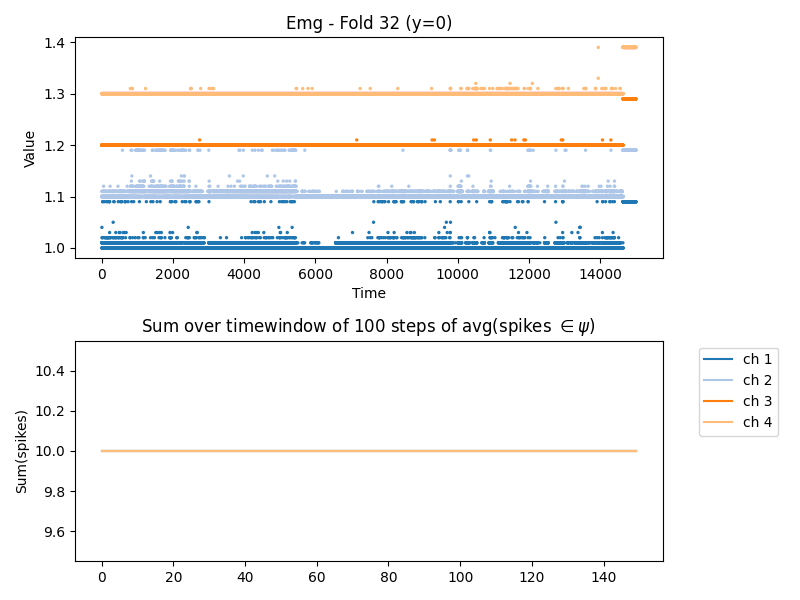 Emg - Fold 32 (y=0)
1.4
1.3
1.2
1.1
1.0
Value
0 2000 4000 6000 8000 10000 12000 14000
Time
Sum over timewindow of 100 steps of avg(spikes ∈ψ)
10.4
10.2
10.0
9.8
9.6
Sum(spikes)
0 20 40 60 80 100 120 140
ch 1
ch 2
ch 3
ch 4